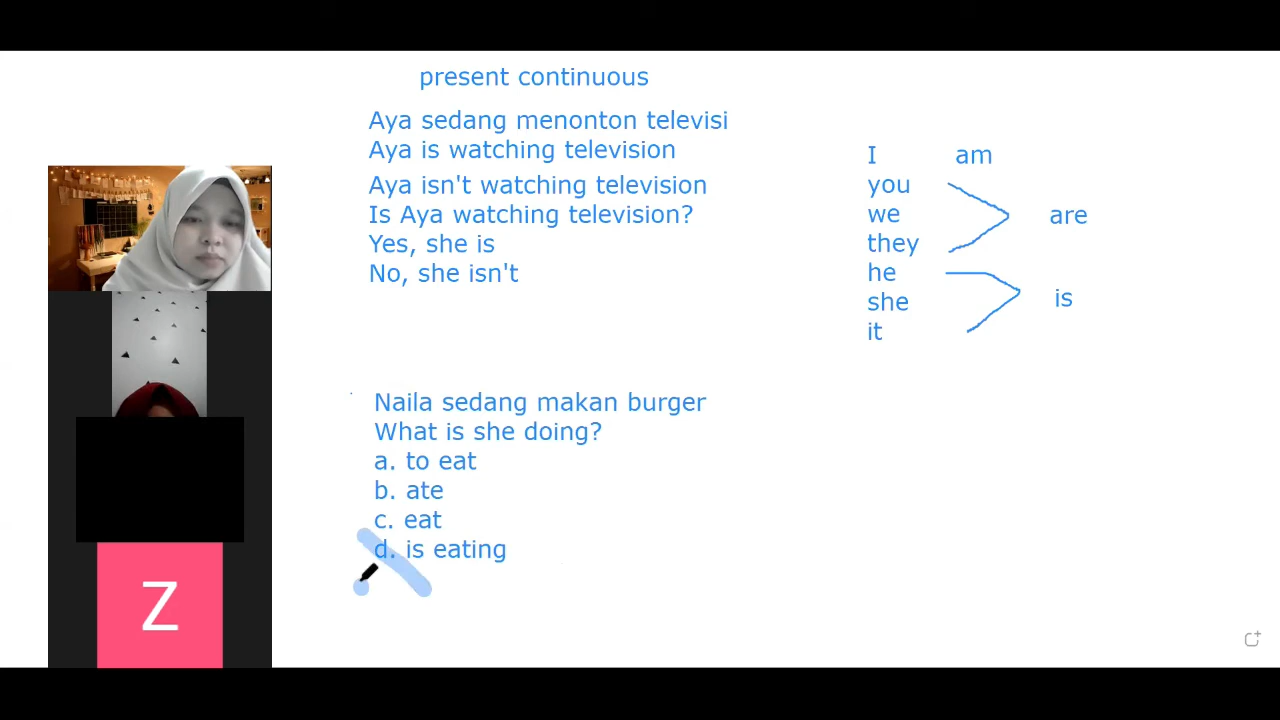 present continuous
Aya sedang menonton televisi
Aya is watching television
Aya isn't watching television
Is Aya watching television?
Yes, she is
No, she isn't
I am
you
we are
they
he
she is
it
Naila sedang makan burger
What is she doing?
a. to eat
b. ate
c. eat
d. is eating
Z